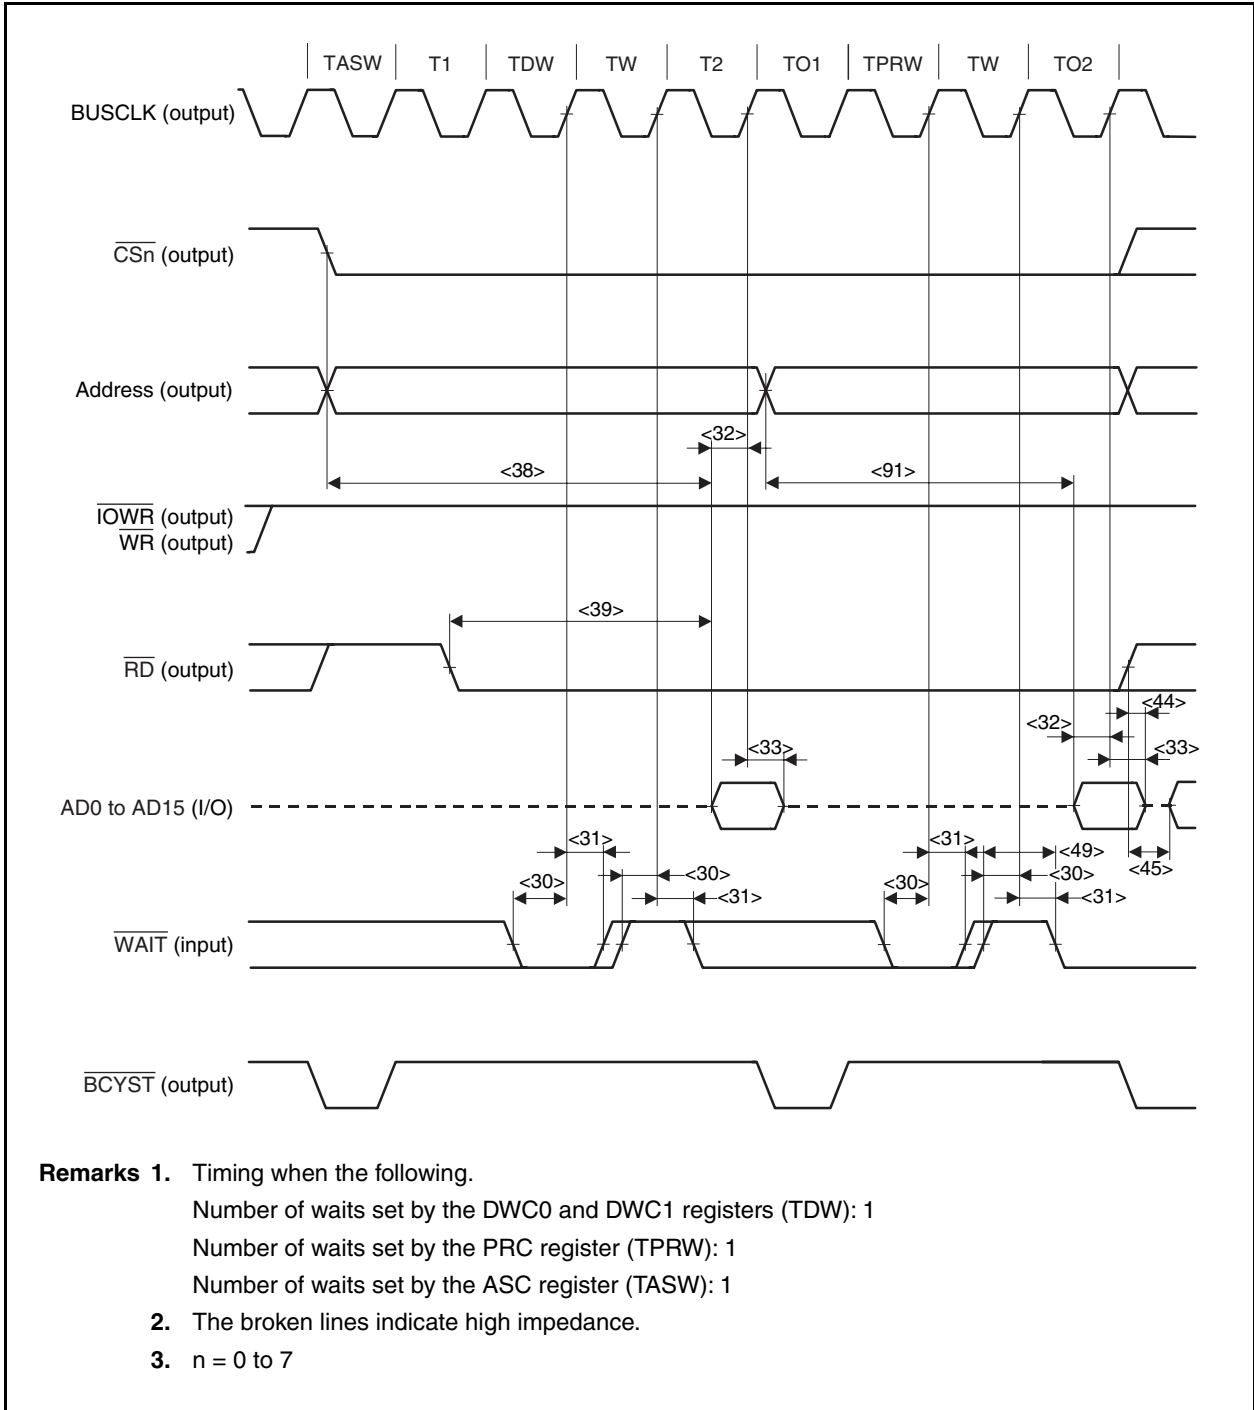 TASW T1 TDW TW T2 TO1 TPRW TW TO2
BUSCLK (output)
CSn (output)
Address (output)
<32>
<38> <91>
IOWR (output)
WR (output)
<39>
RD (output)
<44>
<32>
<33> <33>
AD0 to AD15 (I/O)
<31> <31> <49>
<30> <30> <30> <30> <45>
<31> <31>
WAIT (input)
BCYST (output)
Remarks 1. Timing when the following.
Number of waits set by the DWC0 and DWC1 registers (TDW): 1
Number of waits set by the PRC register (TPRW): 1
Number of waits set by the ASC register (TASW): 1
2. The broken lines indicate high impedance.
3. n = 0 to 7